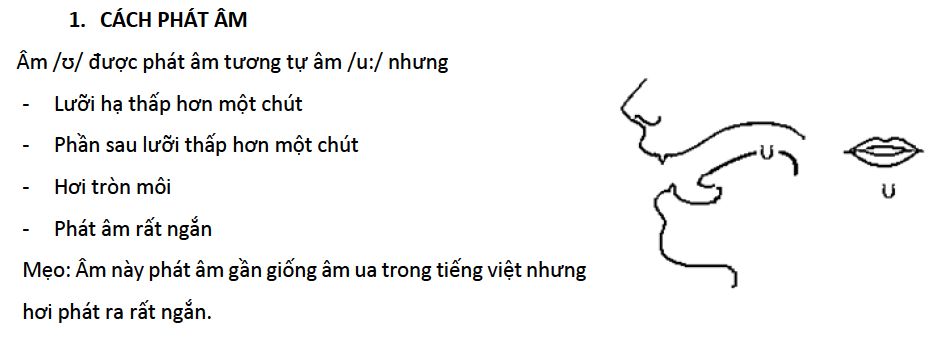 1. CÁCH PHÁT ÂM
Âm /ʊ/ được phát âm tương tự âm /u:/ nhưng
- Lưỡi hạ thấp hơn một chút
- Phần sau lưỡi thấp hơn một chút
- Hơi tròn môi
- Phát âm rất ngắn
Mẹo: Âm này phát âm gần giống âm ua trong tiếng việt nhưng
hơi phát ra rất ngắn.
ʊ
ʊ